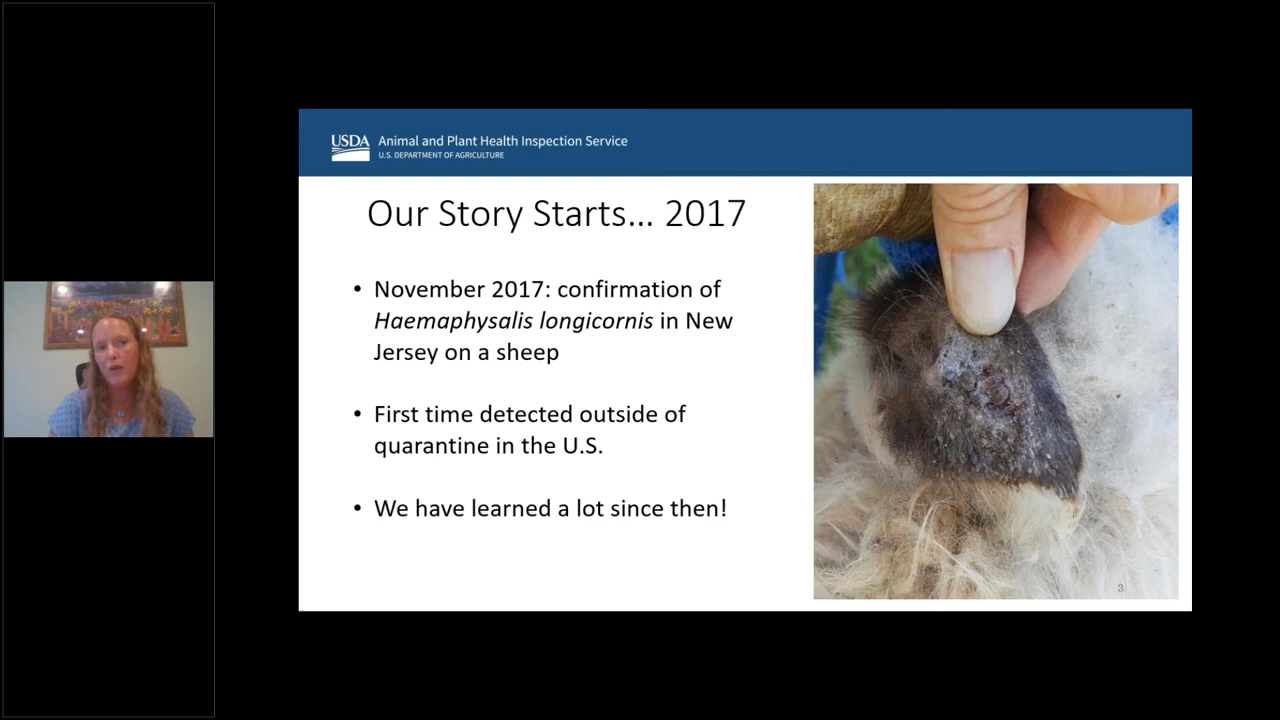 USDA
Animal and Plant Health Inspection Service
U.S. DEPARTMENT OF AGRICULTURE
Our Story Starts... 2017
• November 2017: confirmation of
Haemaphysalis longicornis in New
Jersey on a sheep
• First time detected outside of
quarantine in the U.S.
• We have learned a lot since then!
3